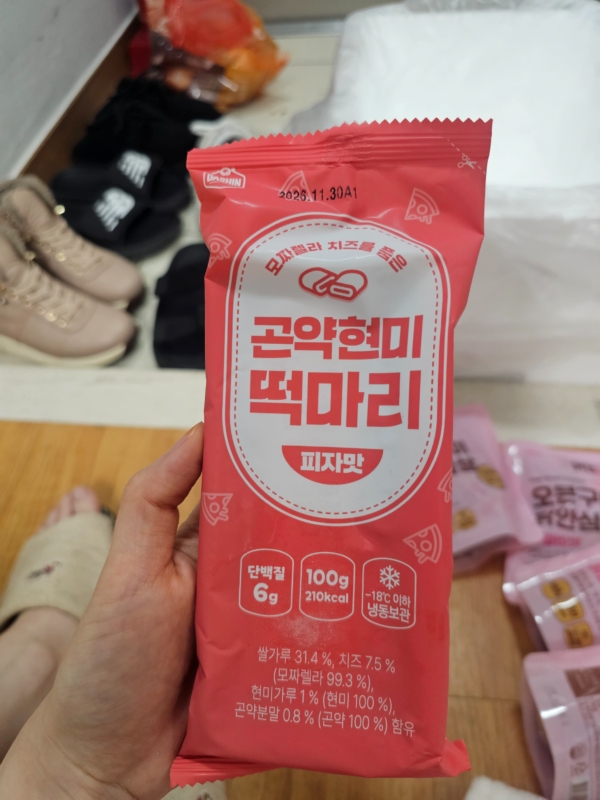 DASHIN
2026.11.30A1
모짜렐라 치즈를 품은
곤약현미
떡마리
피자맛
단백질
6g
100g
210kcal
-18℃ 이하
냉동보관
쌀가루 31.4 %, 치즈 7.5 %
(모짜렐라 99.3 %),
현미가루 1 % (현미 100 %),
곤약분말 0.8 % (곤약 100 %) 함유